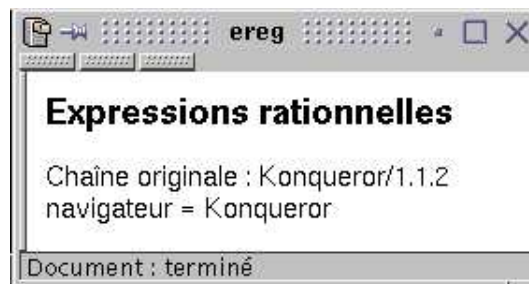 ereg
Expressions rationnelles
Chaîne originale : Konqueror/1.1.2
navigateur = Konqueror
Document : terminé